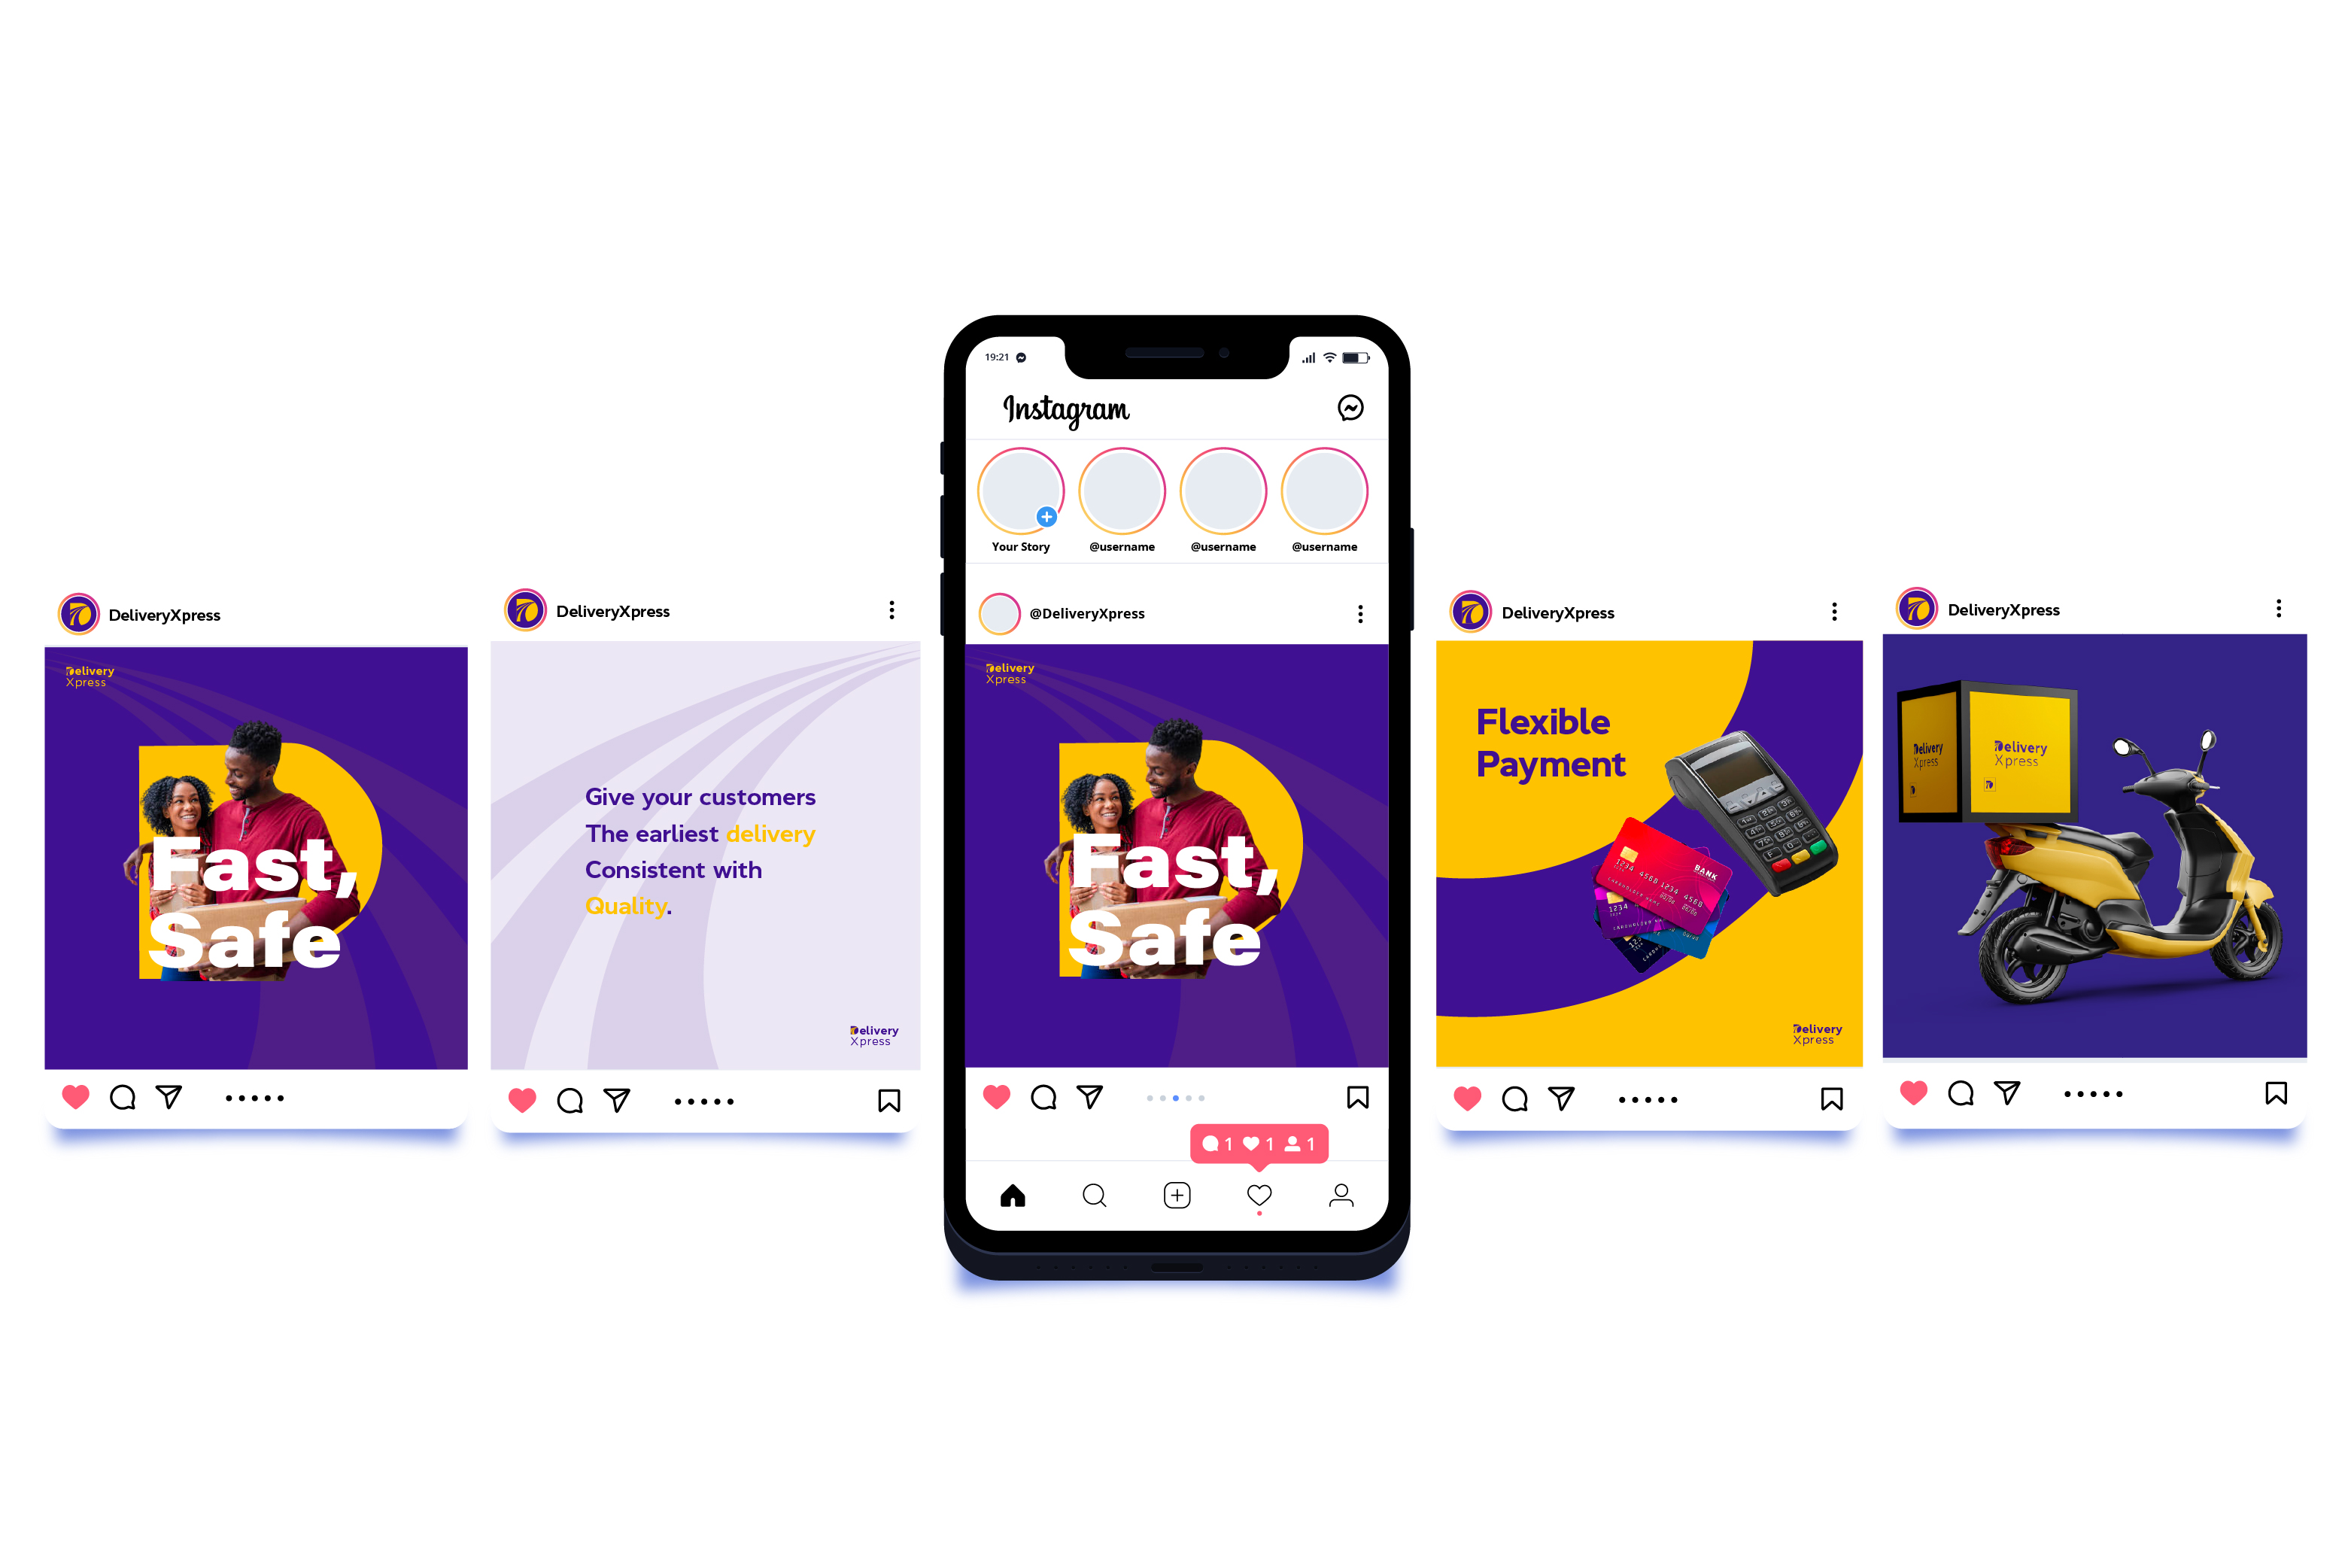 DeliveryXpress
Delivery
Xpress
Fast,
Safe
DeliveryXpress
Give your customers
The earliest delivery
Consistent with
Quality.
Delivery
Xpress
19:21
Instagram
Your Story
@username
@username
@username
@DeliveryXpress
Delivery
Xpress
Fast,
Safe
1 1 1
DeliveryXpress
Flexible
Payment
BANK
1234 4568 1234 4568
CARDHOLDER NAME
1234
Delivery
Xpress
DeliveryXpress
Delivery
Xpress
Delivery
Xpress